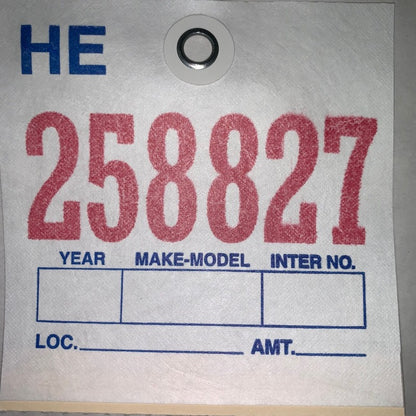 HE
258827
YEAR MAKE-MODEL INTER NO.
LOC. AMT.